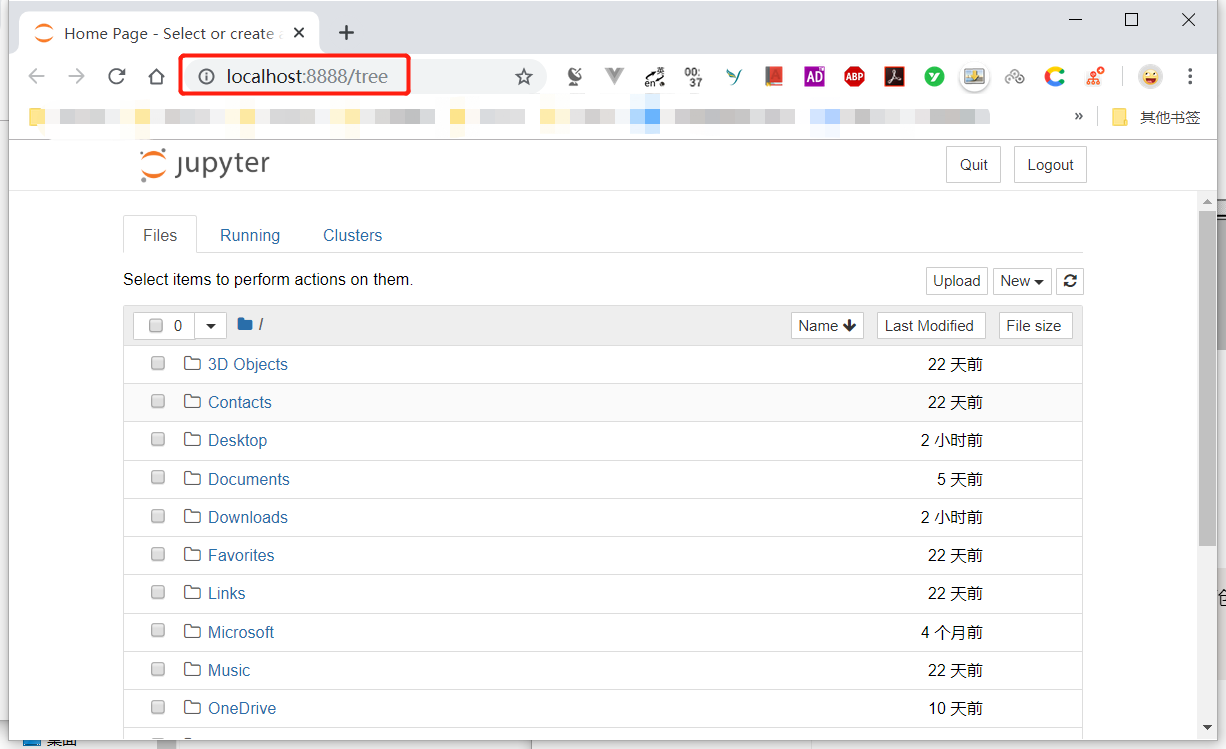 Home Page - Select or create
localhost:8888/tree
英
en
00:
37
A
AD
ABP
y
» 其他书签
jupyter
Quit Logout
Files Running Clusters
Select items to perform actions on them.
Upload New
0 / Name Last Modified File size
3D Objects 22 天前
Contacts 22 天前
Desktop 2 小时前
Documents 5 天前
Downloads 2 小时前
Favorites 22 天前
Links 22 天前
Microsoft 4 个月前
Music 22 天前
OneDrive 10 天前
桌面